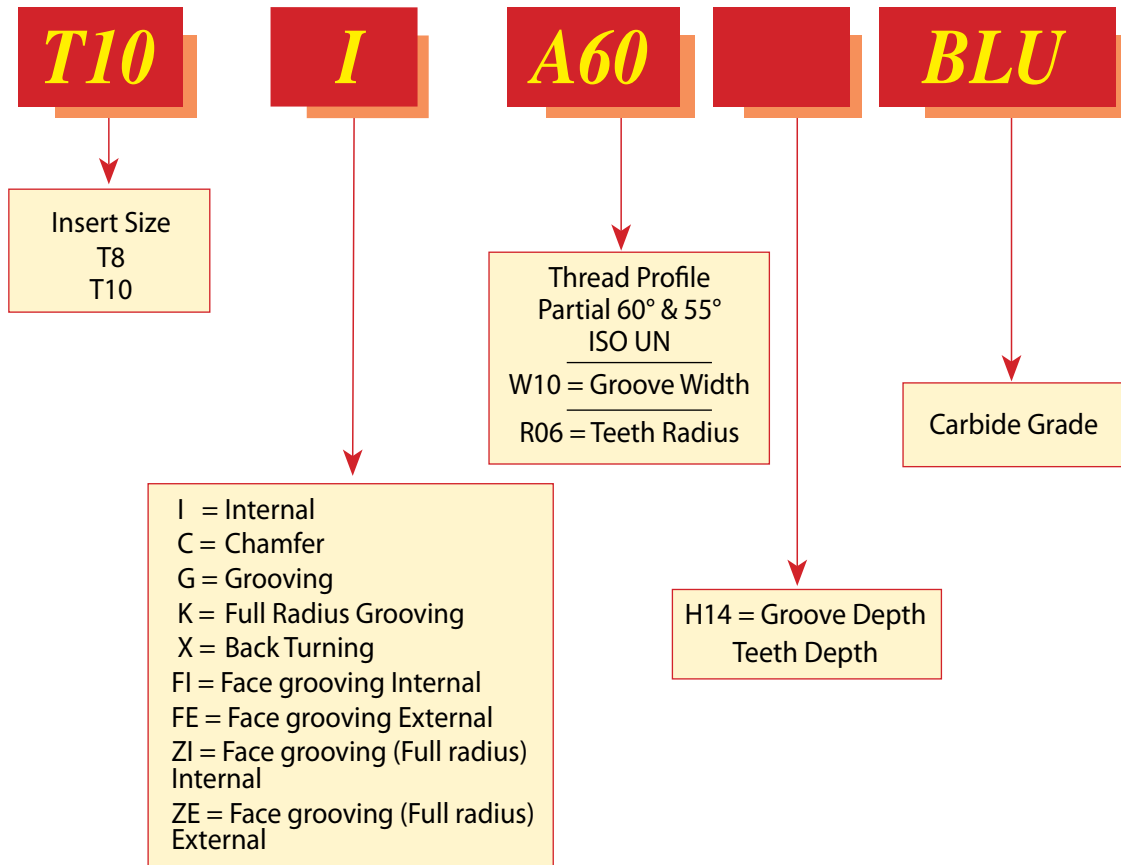 T10 I A60 BLU
Insert Size
T8
T10
Thread Profile
Partial 60° & 55°
ISO UN
W10 = Groove Width
R06 = Teeth Radius
Carbide Grade
I = Internal
C = Chamfer
G = Grooving
K = Full Radius Grooving
X = Back Turning
FI = Face grooving Internal
FE = Face grooving External
ZI = Face grooving (Full radius)
Internal
ZE = Face grooving (Full radius)
External
H14 = Groove Depth
Teeth Depth